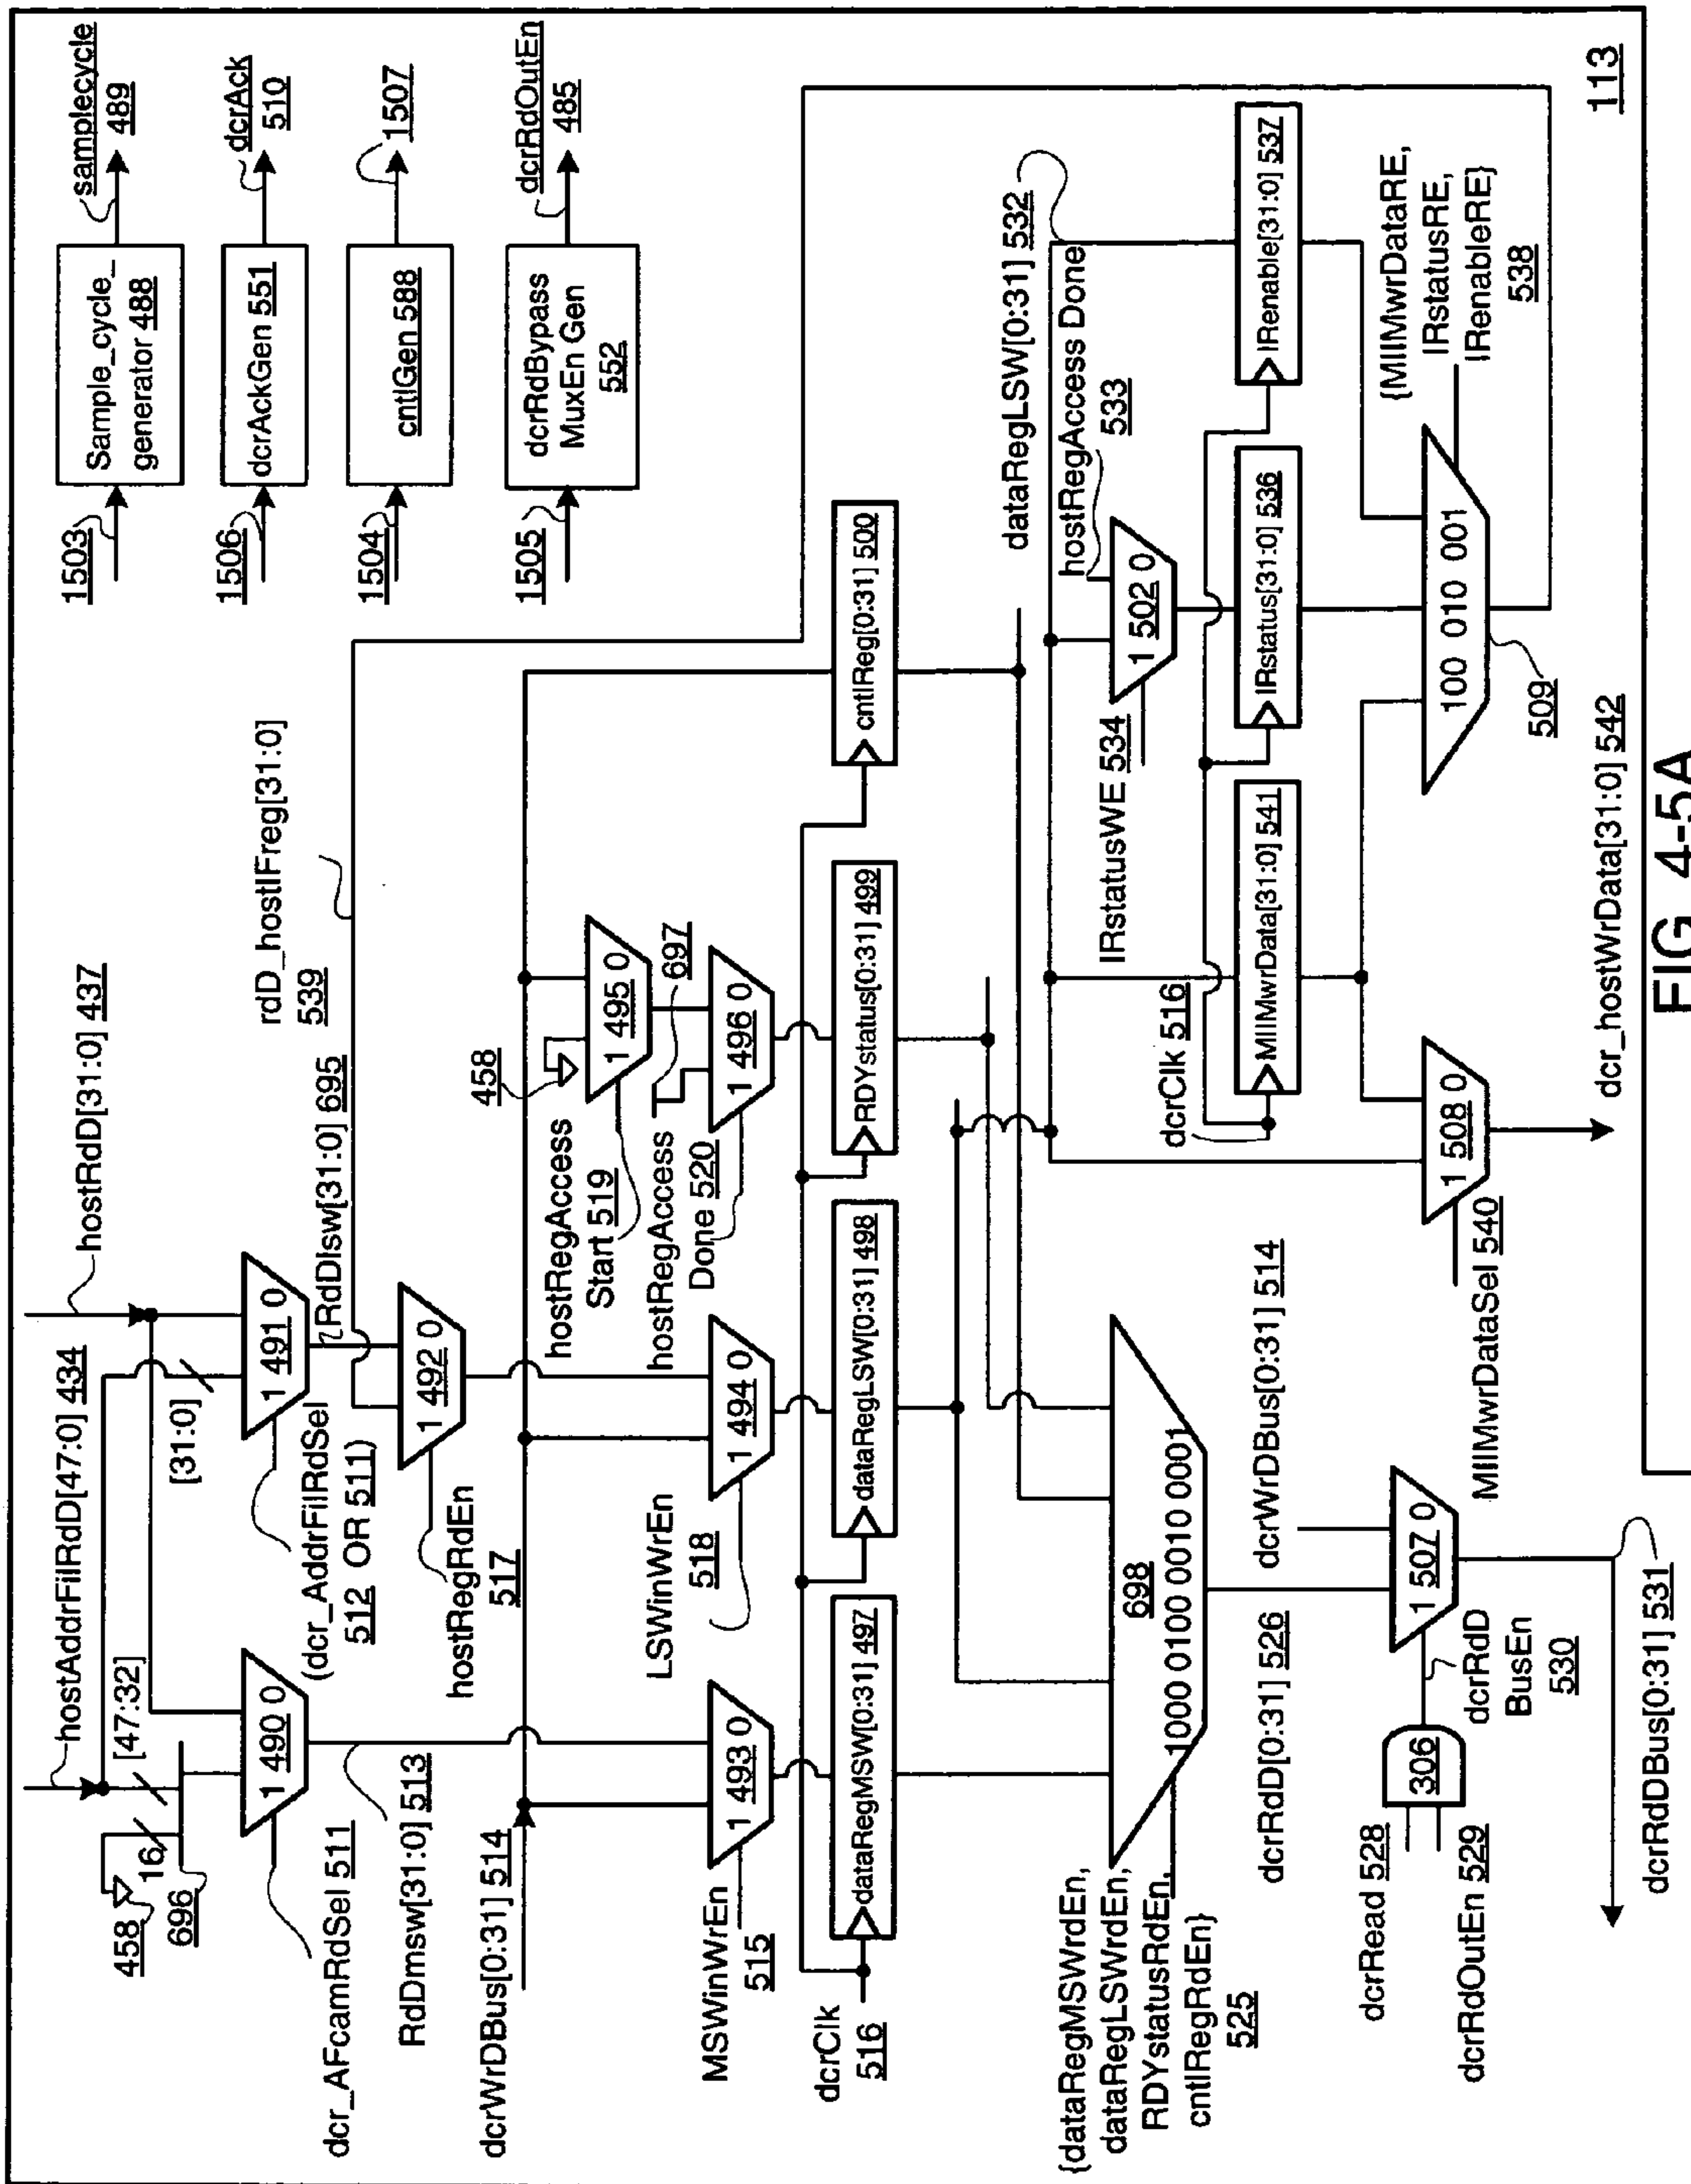 hostAddrFilRdD[47:0] 434
hostRdD[31:0] 437
458
16
696
[47:32]
[31:0]
1 490 0
1 491 0
dcr_AFcamRdSel 511
(dcr_AddrFilRdSel
512 OR 511)
RdDlsw[31:0] 695
rdD_hostIFreg[31:0]
539
RdDmsw[31:0] 513
hostRegRdEn
517
1 492 0
dcrWrDBus[0:31] 514
458
hostRegAccess
Start 519
1 495 0
hostRegAccess
Done 520
697
1 496 0
MSWinWrEn
515
1 493 0
LSWinWrEn
518
1 494 0
dcrClk
516
dataRegMSW[0:31] 497
dataRegLSW[0:31] 498
RDYstatus[0:31] 499
cntlReg[0:31] 500
1503
Sample_cycle_
generator 488
samplecycle
489
1506
dcrAckGen 551
dcrAck
510
1504
cntlGen 588
1507
1505
dcrRdBypass
MuxEn Gen
552
dcrRdOutEn
485
{dataRegMSWrdEn,
dataRegLSWrdEn,
RDYstatusRdEn,
cntlRegRdEn}
525
698
1000 0100 0010 0001
dataRegLSW[0:31] 532
hostRegAccess Done
533
IRstatusWE 534
1 502 0
dcrClk 516
MIIMwrData[31:0] 541
IRstatus[31:0] 536
IRenable[31:0] 537
dcrRdD[0:31] 526
dcrWrDBus[0:31] 514
dcrRead 528
dcrRdOutEn 529
306
dcrRdD
BusEn
530
1 507 0
dcrRdDBus[0:31] 531
MIIMwrDataSel 540
1 508 0
100 010 001
509
{MIIMwrDataRE,
IRstatusRE,
IRenableRE}
538
dcr_hostWrData[31:0] 542
113
FIG. 4-5A